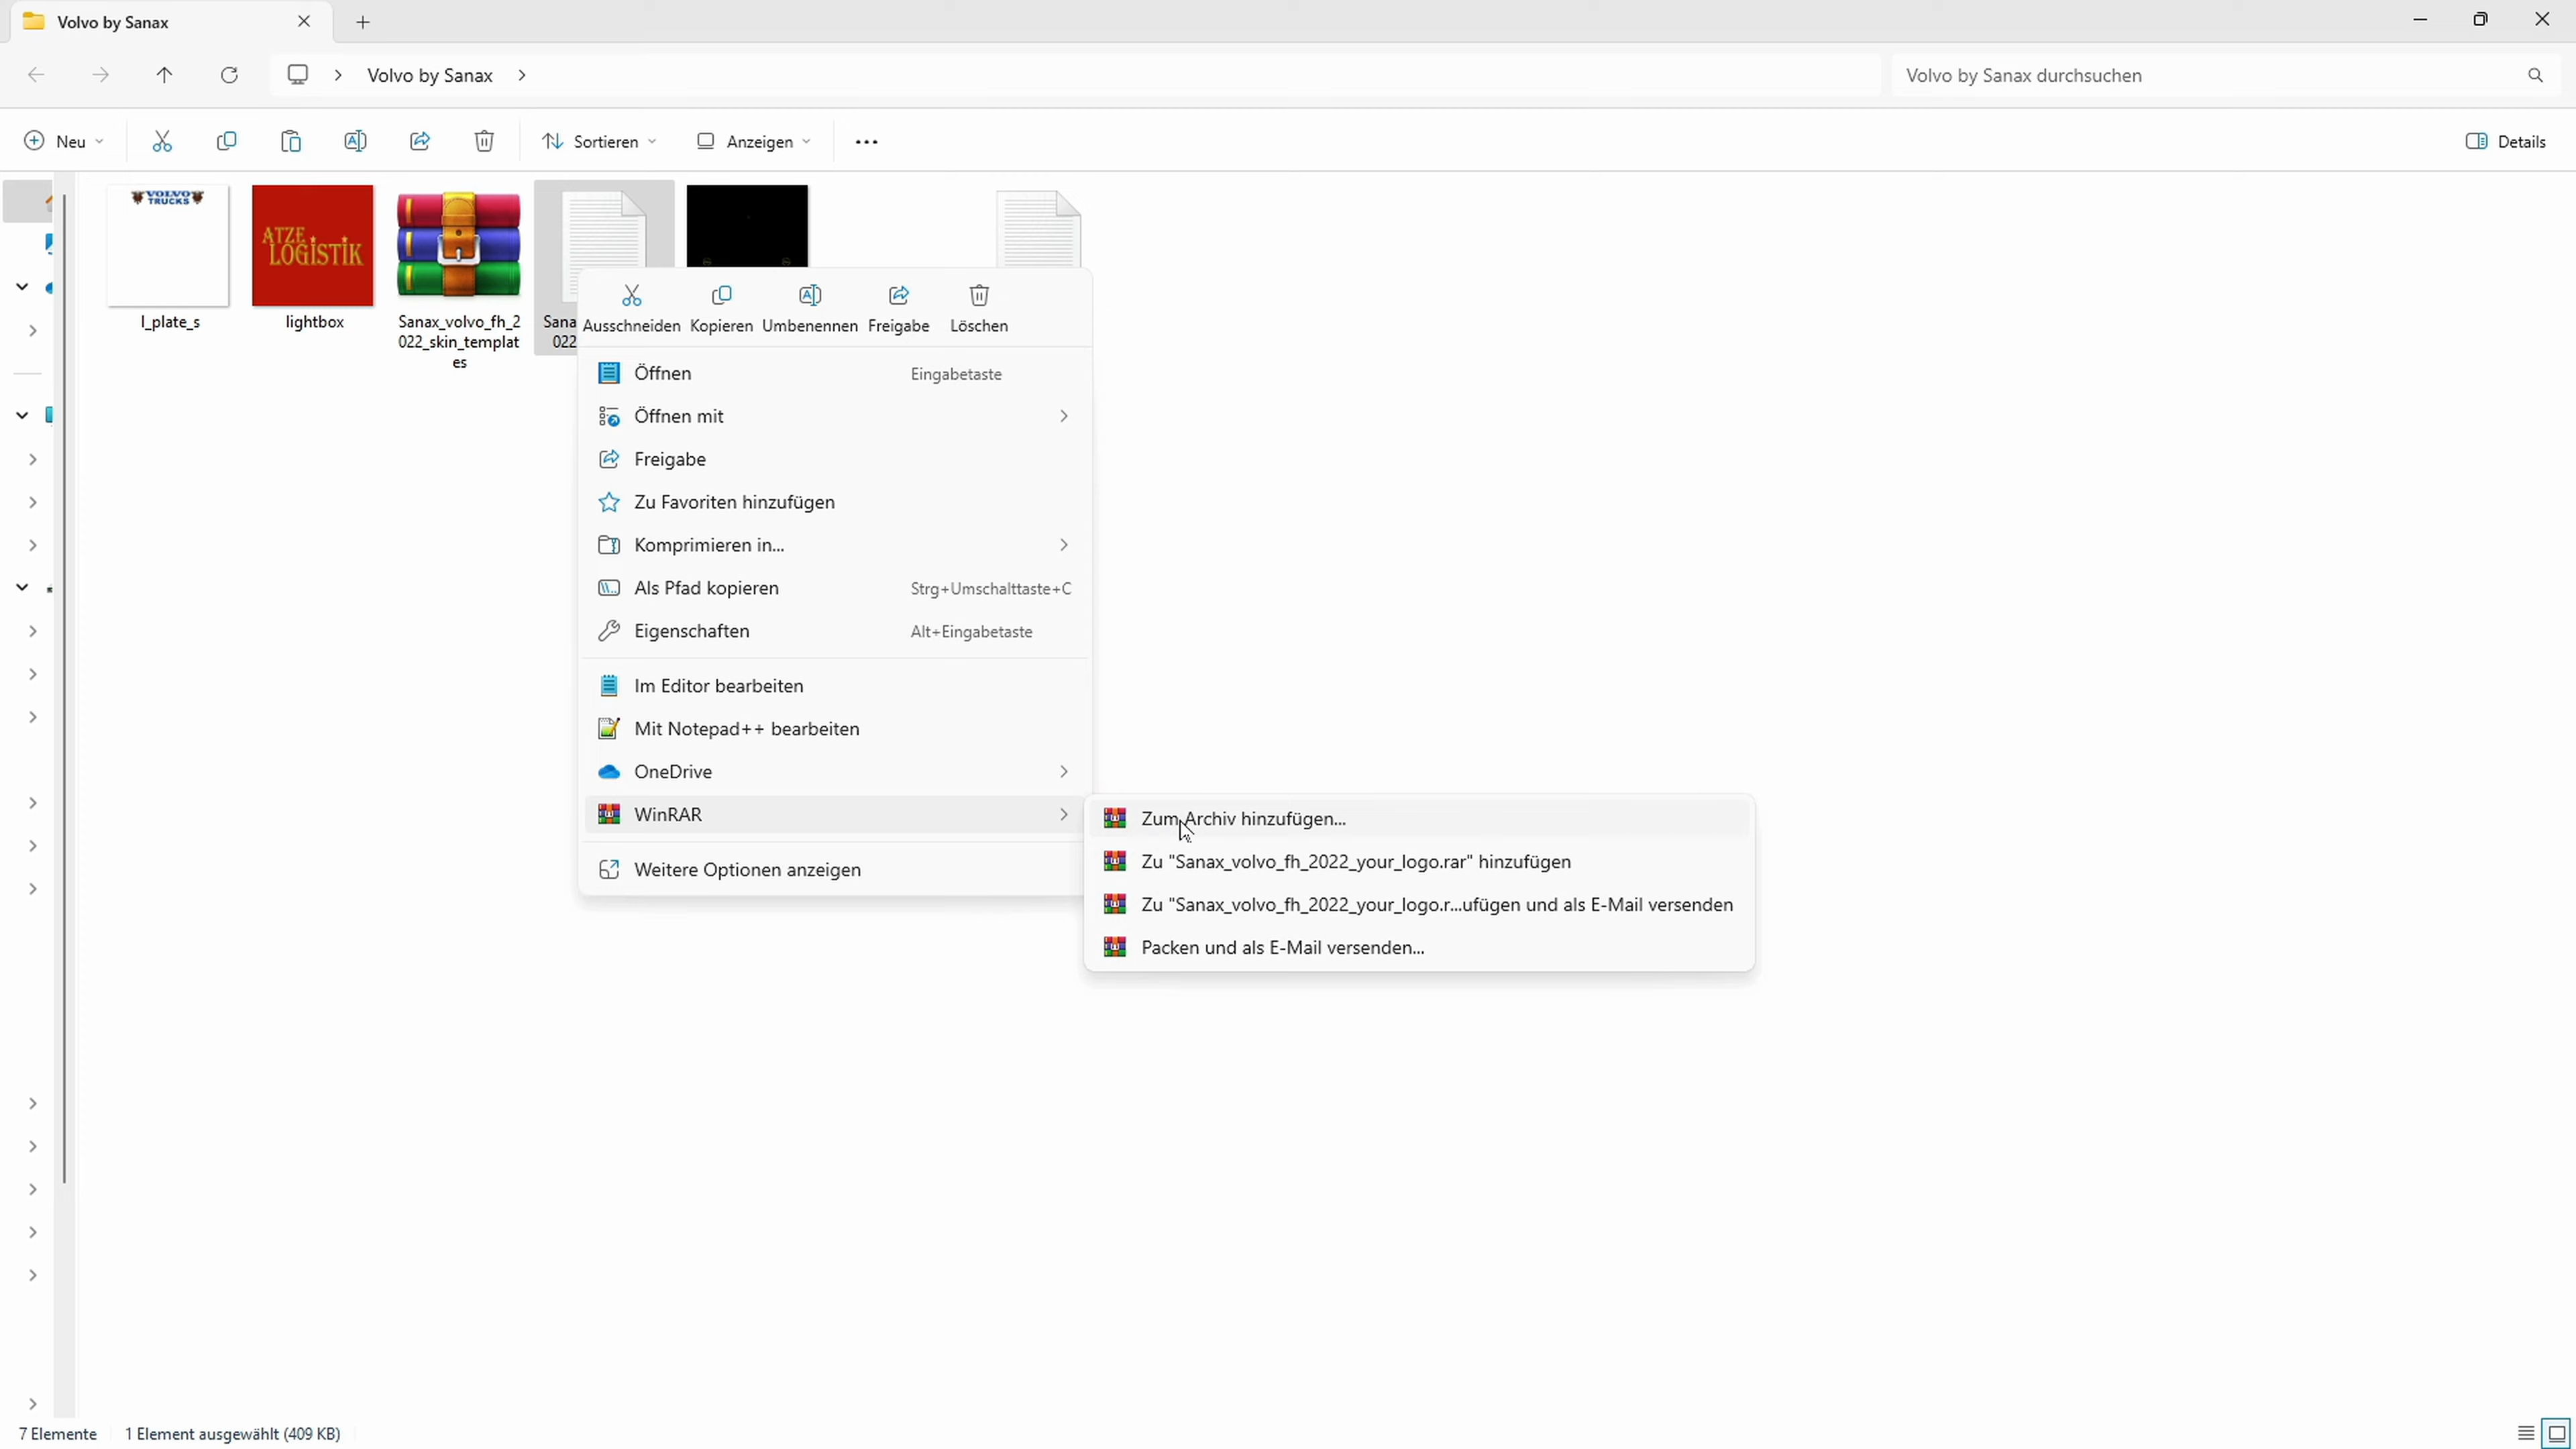 Volvo by Sanax
Volvo by Sanax
Volvo by Sanax durchsuchen
Neu
Sortieren
Anzeigen
Details
VOLVO
TRUCKS
ATZE
LOGISTIK
l_plate_s
lightbox
Sanax_volvo_fh_2
022_skin_templat
es
Sana
022
Ausschneiden
Kopieren
Umbenennen
Freigabe
Löschen
Öffnen Eingabetaste
Öffnen mit
Freigabe
Zu Favoriten hinzufügen
Komprimieren in...
Als Pfad kopieren Strg+Umschalttaste+C
Eigenschaften Alt+Eingabetaste
Im Editor bearbeiten
Mit Notepad++ bearbeiten
OneDrive
WinRAR
Weitere Optionen anzeigen
Zum Archiv hinzufügen...
Zu "Sanax_volvo_fh_2022_your_logo.rar" hinzufügen
Zu "Sanax_volvo_fh_2022_your_logo.r...ufügen und als E-Mail versenden
Packen und als E-Mail versenden...
7 Elemente
1 Element ausgewählt (409 KB)